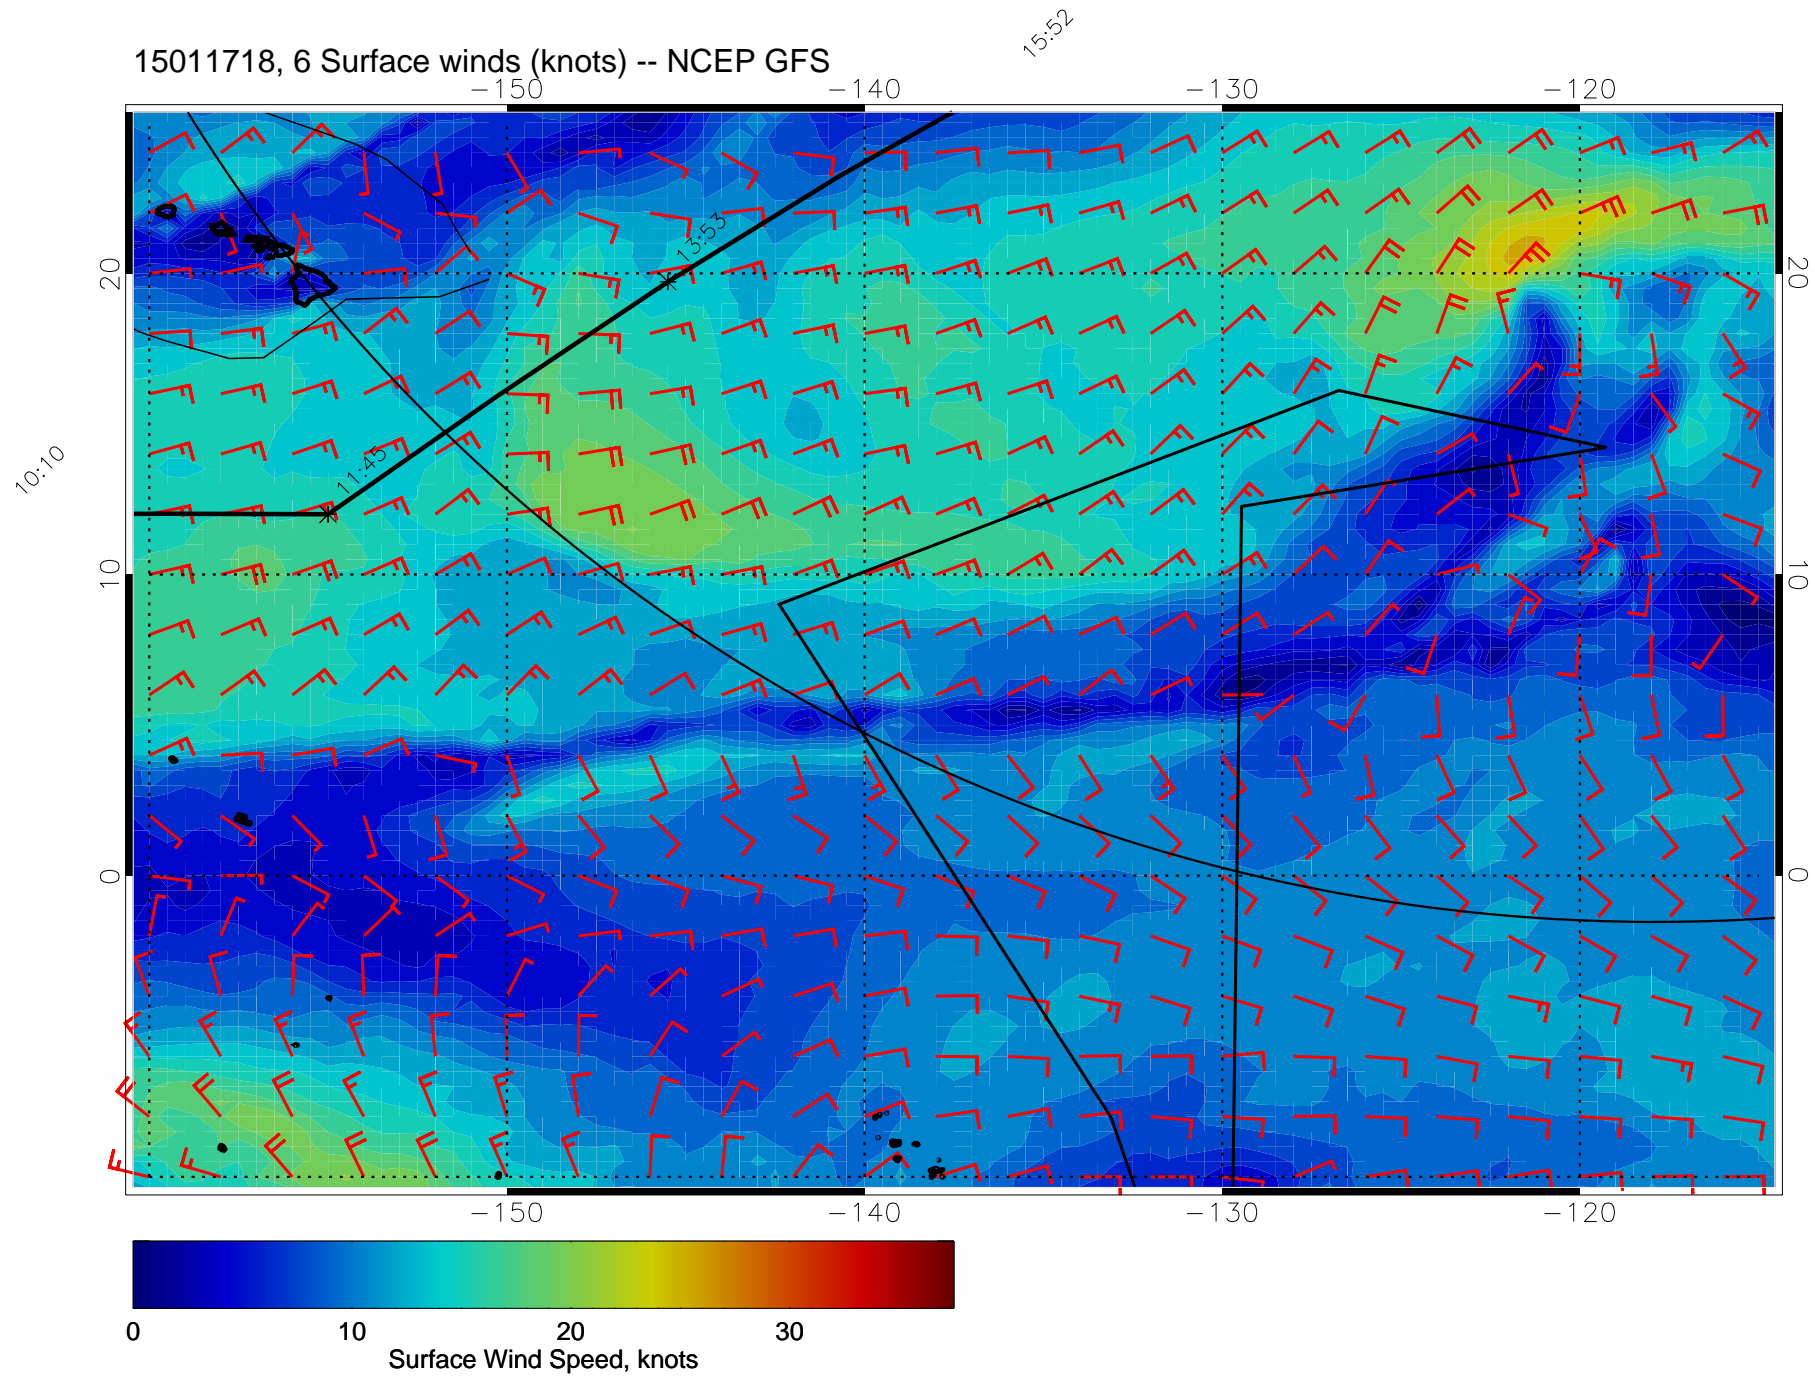 15:52
15011718, 6 Surface winds (knots) -- NCEP GFS
-150 -140 -130 -120
13:53
20 20
11:45
10:10
10 10
0 0
-150 -140 -130 -120
0 10 20 30
Surface Wind Speed, knots